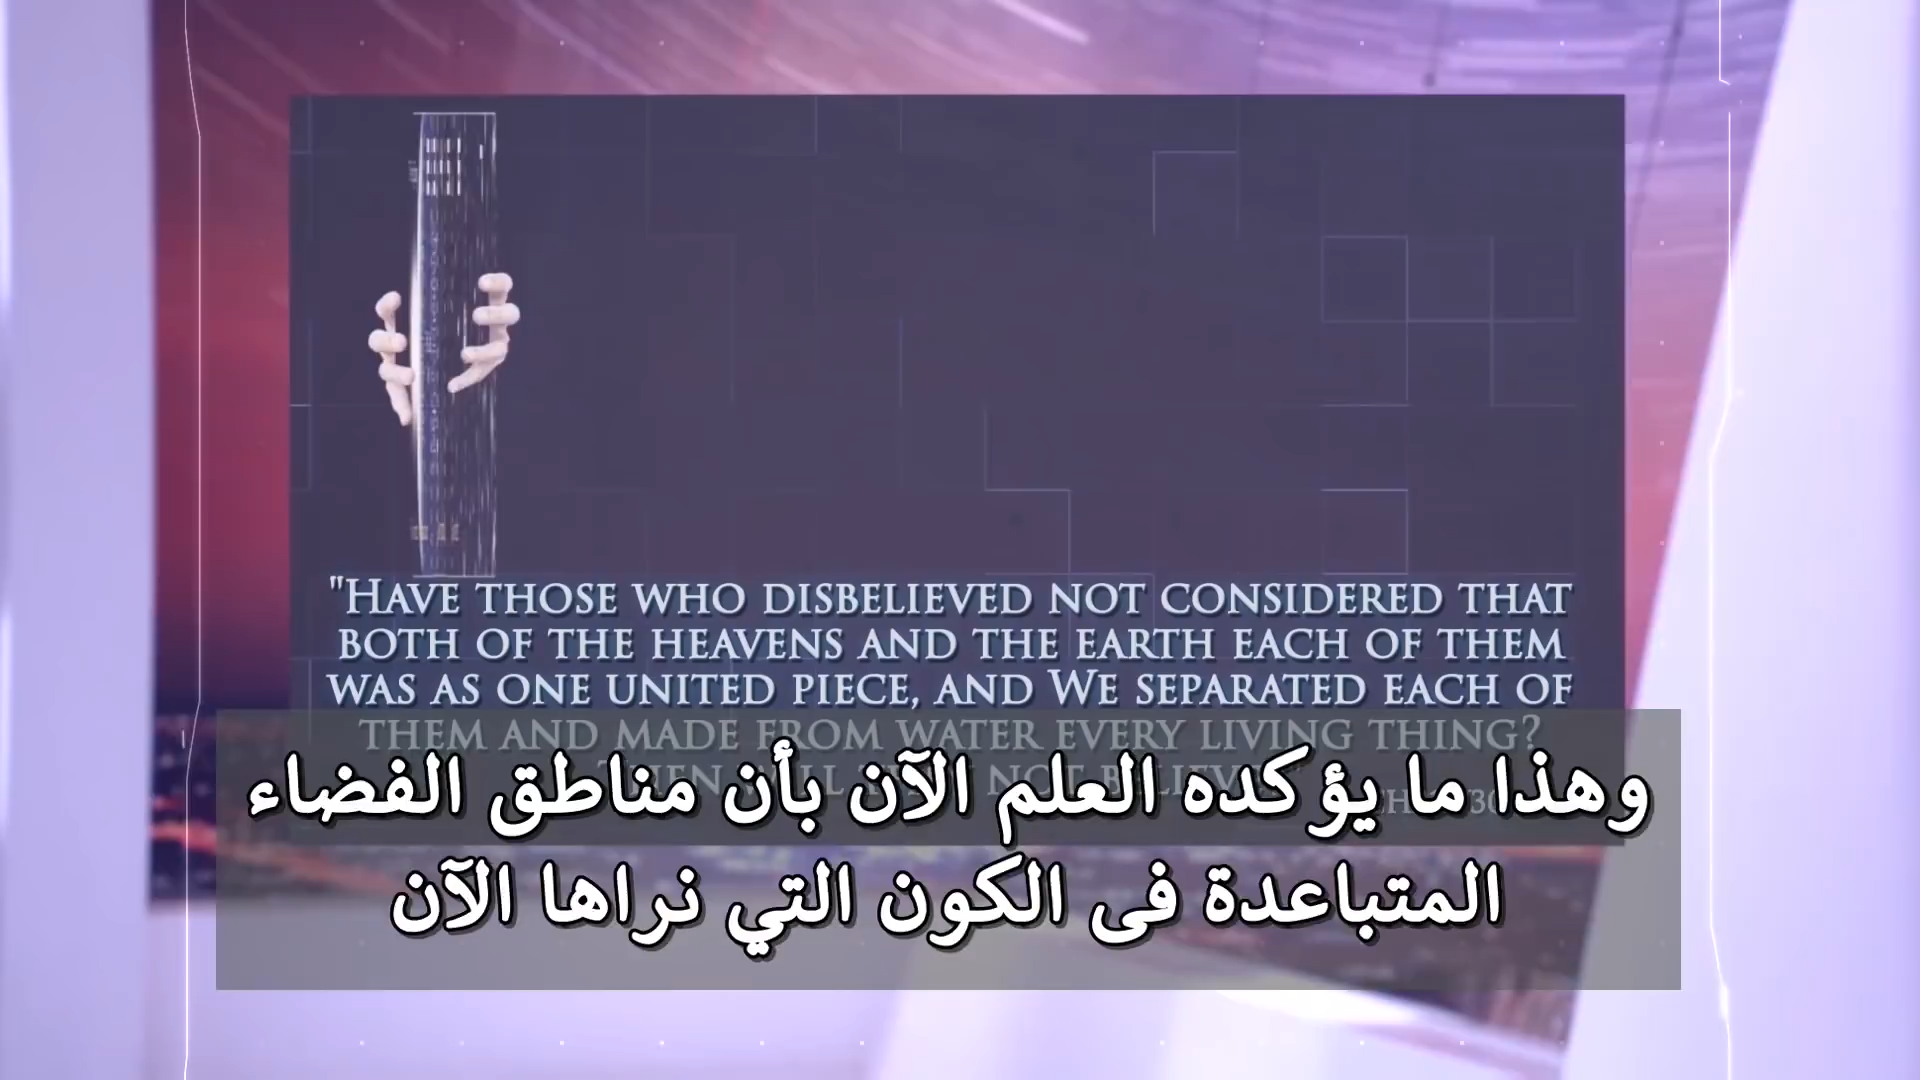 "HAVE THOSE WHO DISBELIEVED NOT CONSIDERED THAT
BOTH OF THE HEAVENS AND THE EARTH EACH OF THEM
WAS AS ONE UNITED PIECE, AND WE SEPARATED EACH OF
THEM AND MADE FROM WATER EVERY LIVING THING?
وهذا ما يؤكده العلم الآن بأن مناطق الفضاء
المتباعدة فى الكون التي نراها الآن